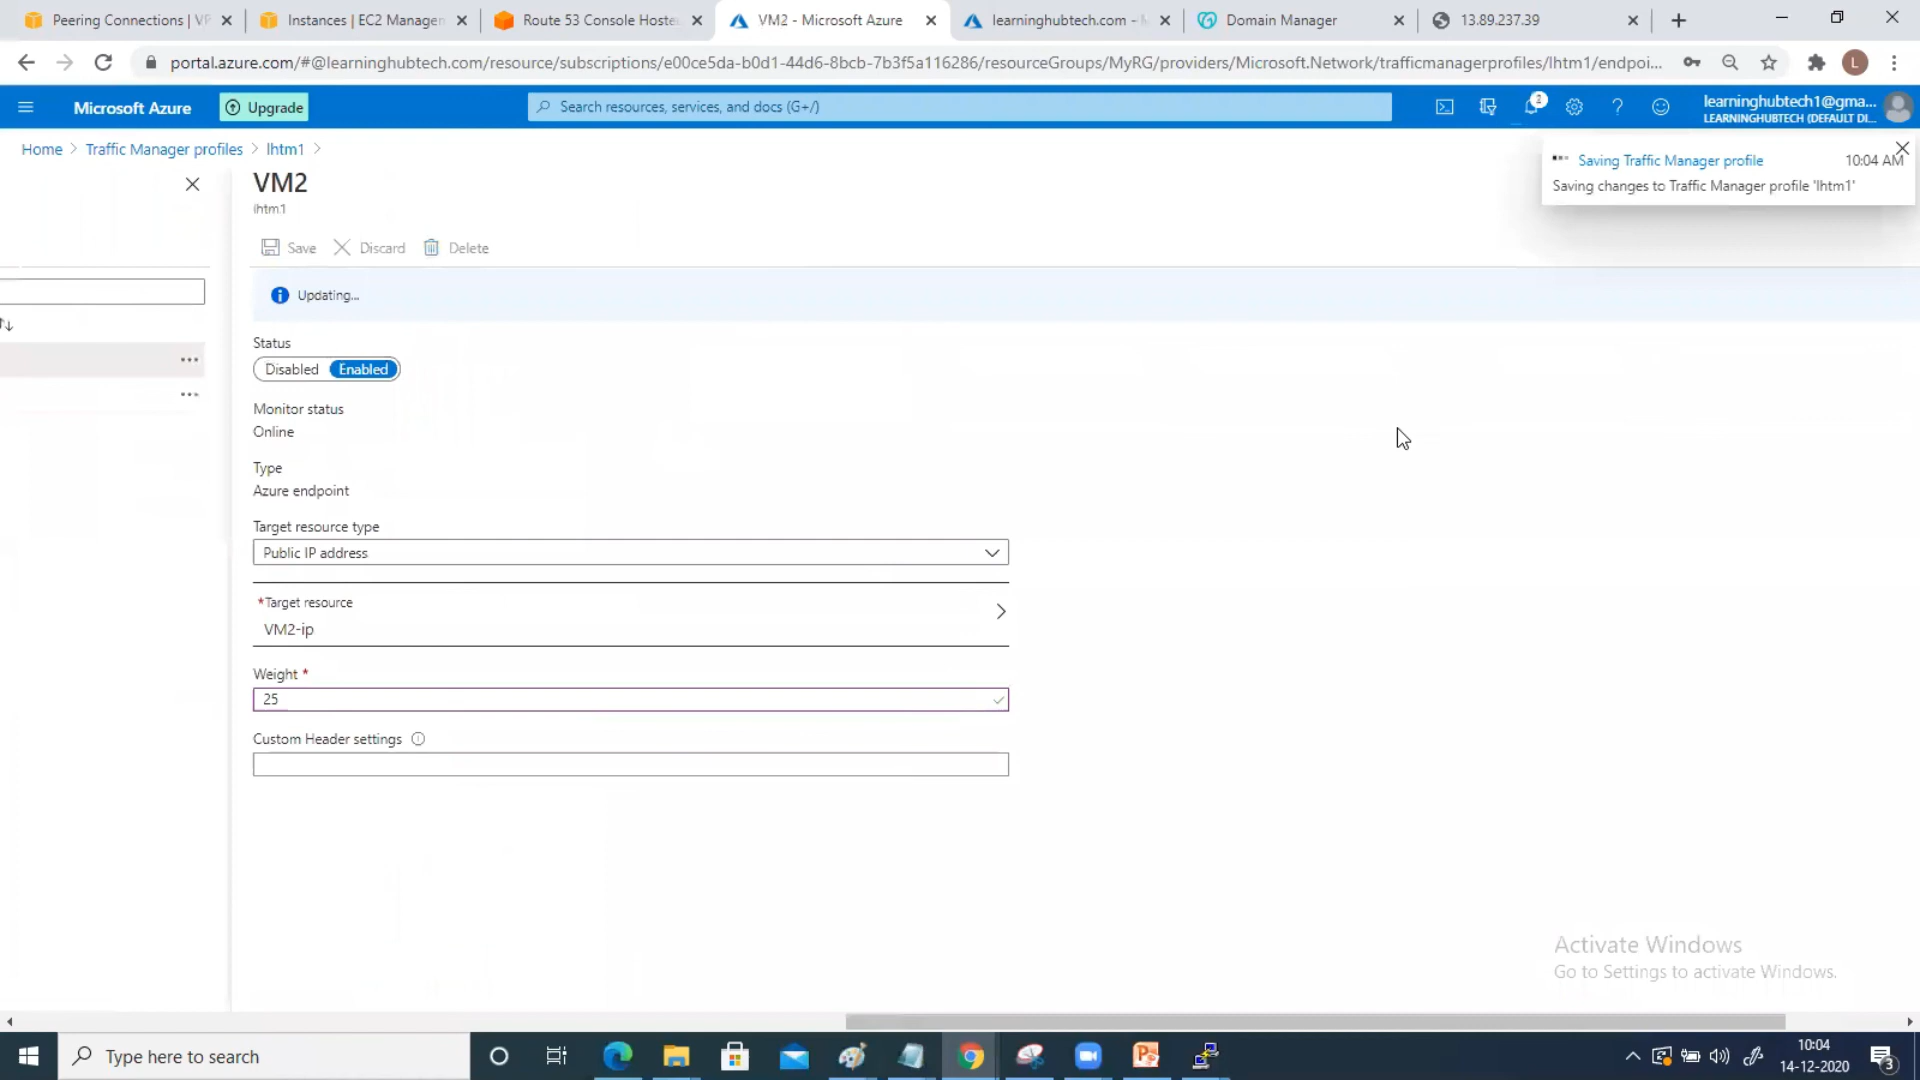 Peering Connections | VP
Instances | EC2 Managem
Route 53 Console Hoste
VM2 - Microsoft Azure
learninghubtech.com -
Domain Manager
13.89.237.39
portal.azure.com/#@learninghubtech.com/resource/subscriptions/e00ce5da-b0d1-44d6-8bcb-7b3f5a116286/resourceGroups/MyRG/providers/Microsoft.Network/trafficmanagerprofiles/lhtm1/endpoi...
L
Microsoft Azure
Upgrade
Search resources, services, and docs (G+/)
2
learninghubtech1@gma...
LEARNINGHUBTECH (DEFAULT DI...
Home > Traffic Manager profiles > lhtm1 >
Saving Traffic Manager profile
10:04 AM
Saving changes to Traffic Manager profile 'lhtm1'
VM2
lhtm1
Save
Discard
Delete
Updating...
Status
Disabled
Enabled
Monitor status
Online
Type
Azure endpoint
Target resource type
Public IP address
*Target resource
VM2-ip
Weight *
25
Custom Header settings
Activate Windows
Go to Settings to activate Windows.
Type here to search
10:04
14-12-2020
3